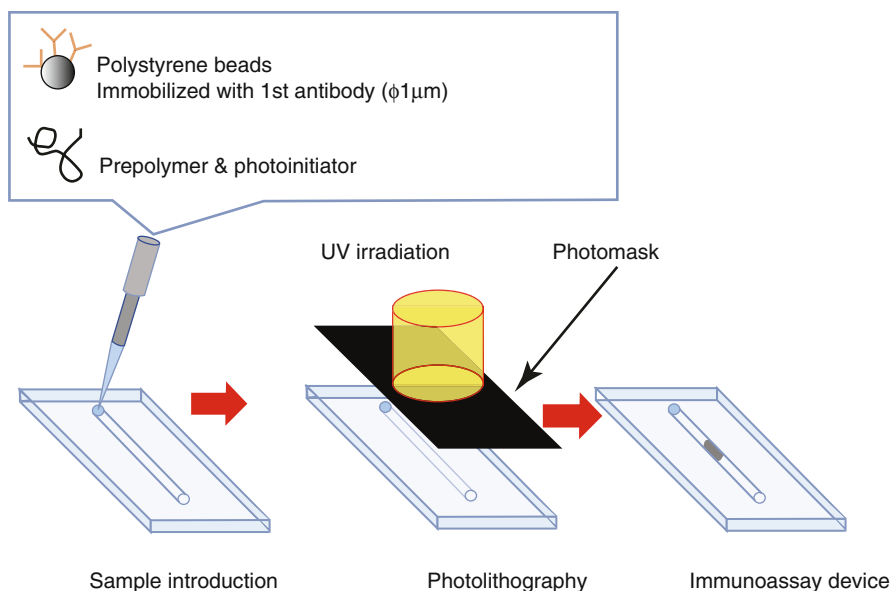 Polystyrene beads
Immobilized with 1st antibody (ϕ1μm)
Prepolymer & photoinitiator
UV irradiation
Photomask
Sample introduction
Photolithography
Immunoassay device